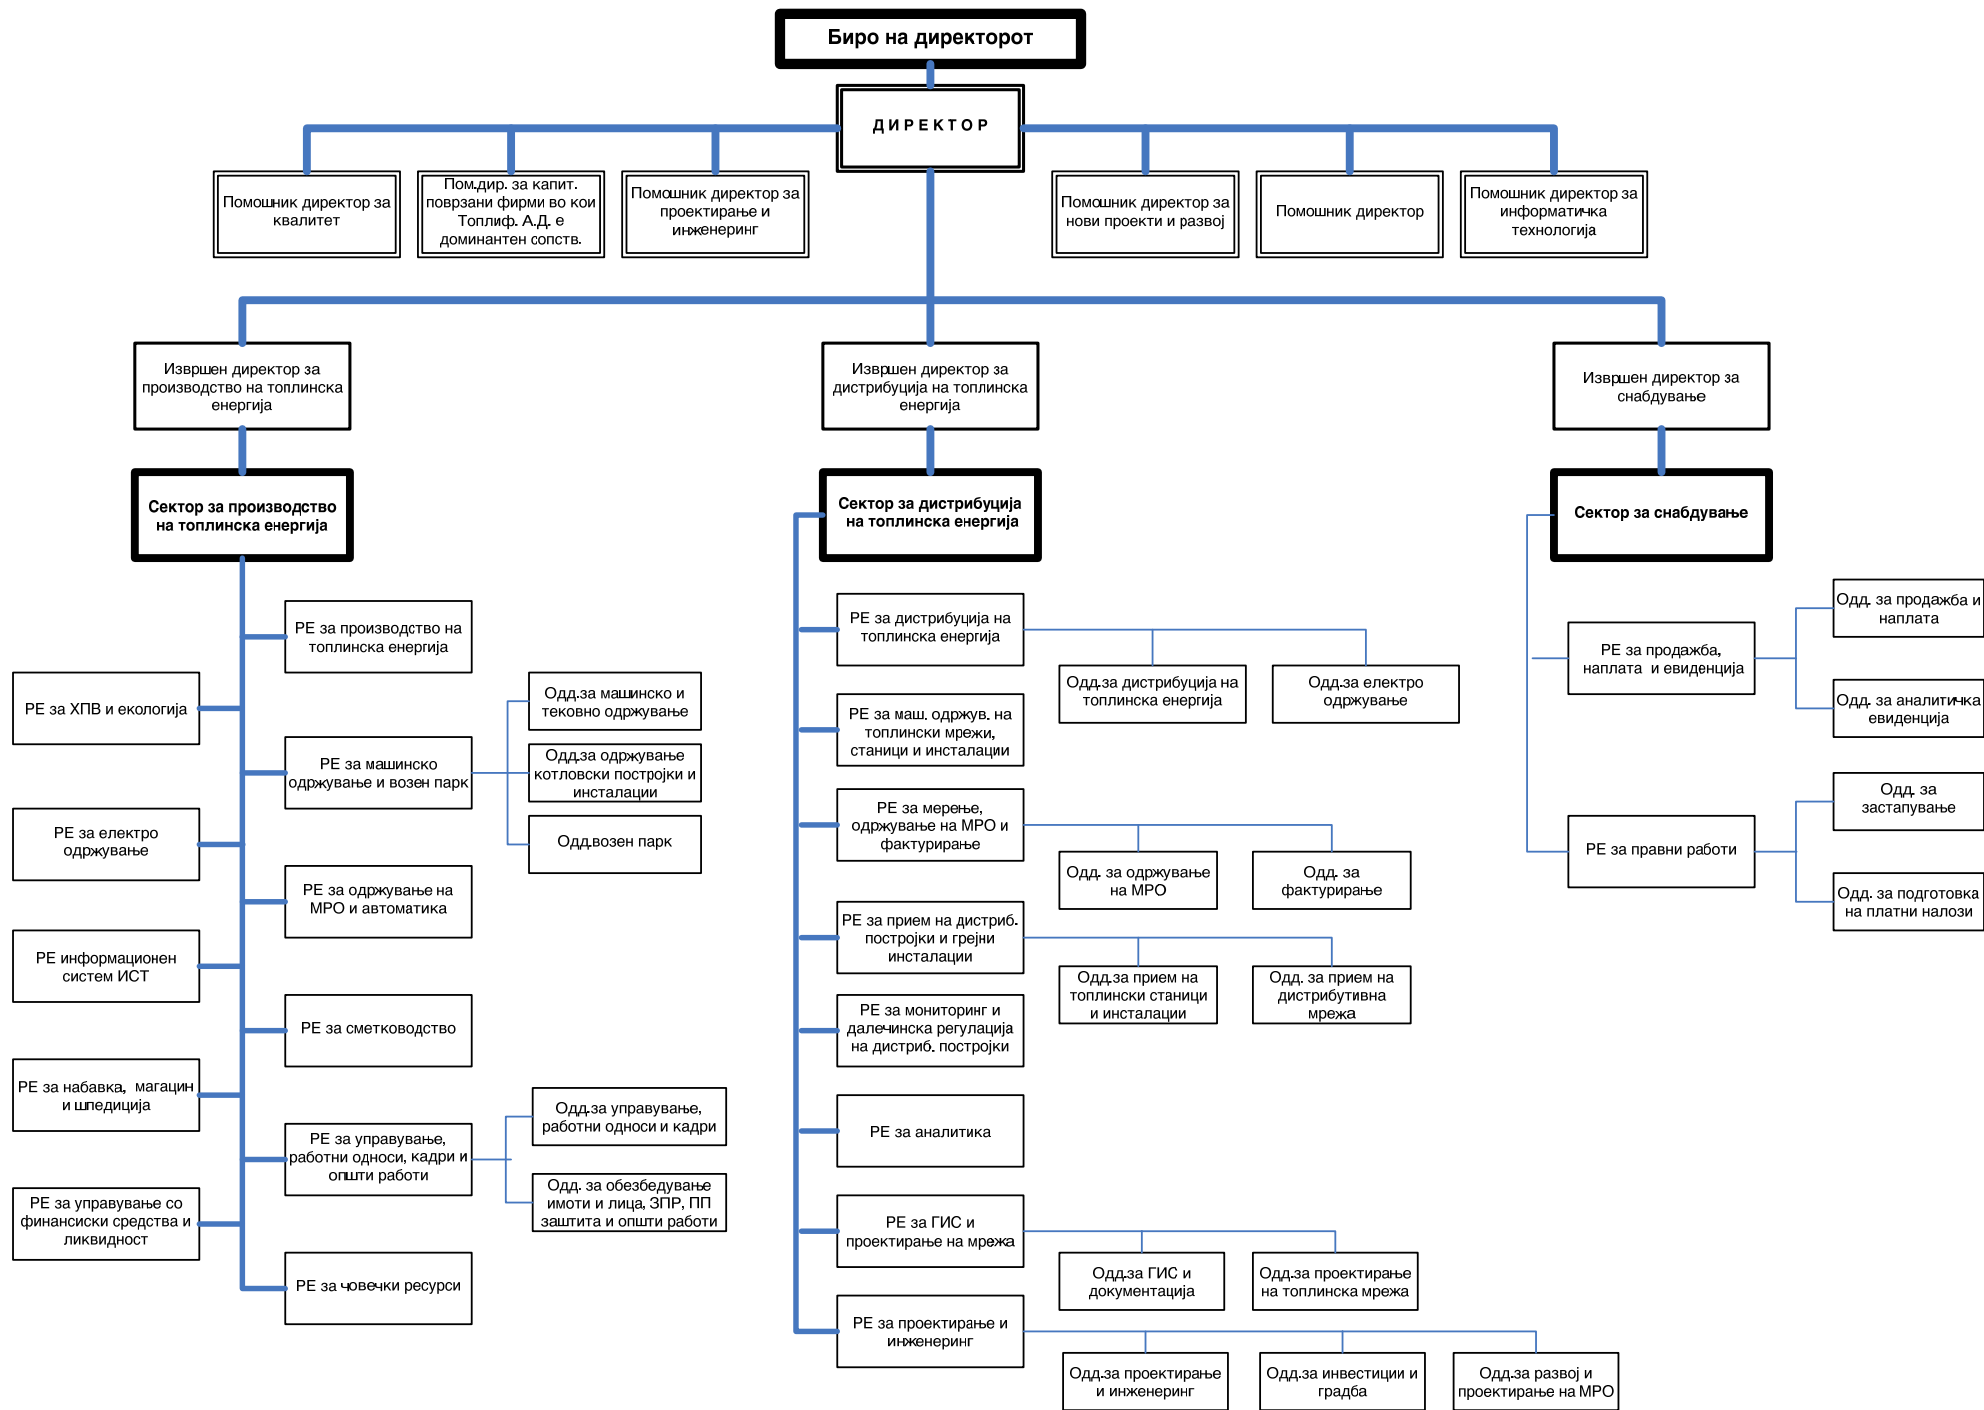 Биро на директорот
ДИРЕКТОР
Помошник директор за
квалитет
Пом.дир. за капит.
поврзани фирми во кои
Топлиф. А.Д. е
доминантен сопств.
Помошник директор за
проектирање и
инженеринг
Помошник директор за
нови проекти и развој
Помошник директор
Помошник директор за
информатичка
технологија
Извршен директор за
производство на топлинска
енергија
Извршен директор за
дистрибуција на топлинска
енергија
Извршен директор за
снабдување
Сектор за производство
на топлинска енергија
Сектор за дистрибуција
на топлинска енергија
Сектор за снабдување
РЕ за производство на
топлинска енергија
РЕ за ХПВ и екологија
РЕ за машинско
одржување и возен парк
Одд.за машинско и
тековно одржување
Одд.за одржување
котловски постројки и
инсталации
Одд.возен парк
РЕ за електро
одржување
РЕ за одржување на
МРО и автоматика
РЕ информационен
систем ИСТ
РЕ за сметководство
РЕ за набавка, магацин
и шпедиција
РЕ за управување,
работни односи, кадри и
општи работи
Одд.за управување,
работни односи и кадри
Одд. за обезбедување
имоти и лица, ЗПР, ПП
заштита и општи работи
РЕ за управување со
финансиски средства и
ликвидност
РЕ за човечки ресурси
РЕ за дистрибуција на
топлинска енергија
Одд.за дистрибуција на
топлинска енергија
Одд.за електро
одржување
РЕ за маш. одржув. на
топлински мрежи,
станици и инсталации
РЕ за мерење,
одржување на МРО и
фактурирање
Одд. за одржување
на МРО
Одд. за
фактурирање
РЕ за прием на дистриб.
постројки и грејни
инсталации
Одд.за прием на
топлински станици
и инсталации
Одд. за прием на
дистрибутивна
мрежа
РЕ за мониторинг и
далечинска регулација
на дистриб. постројки
РЕ за аналитика
РЕ за ГИС и
проектирање на мрежа
Одд.за ГИС и
документација
Одд.за проектирање
на топлинска мрежа
РЕ за проектирање и
инженеринг
Одд.за проектирање
и инженеринг
Одд.за инвестиции и
градба
Одд.за развој и
проектирање на МРО
РЕ за продажба,
наплата и евиденција
Одд. за продажба и
наплата
Одд. за аналитичка
евиденција
РЕ за правни работи
Одд. за
застапување
Одд. за подготовка
на платни налози